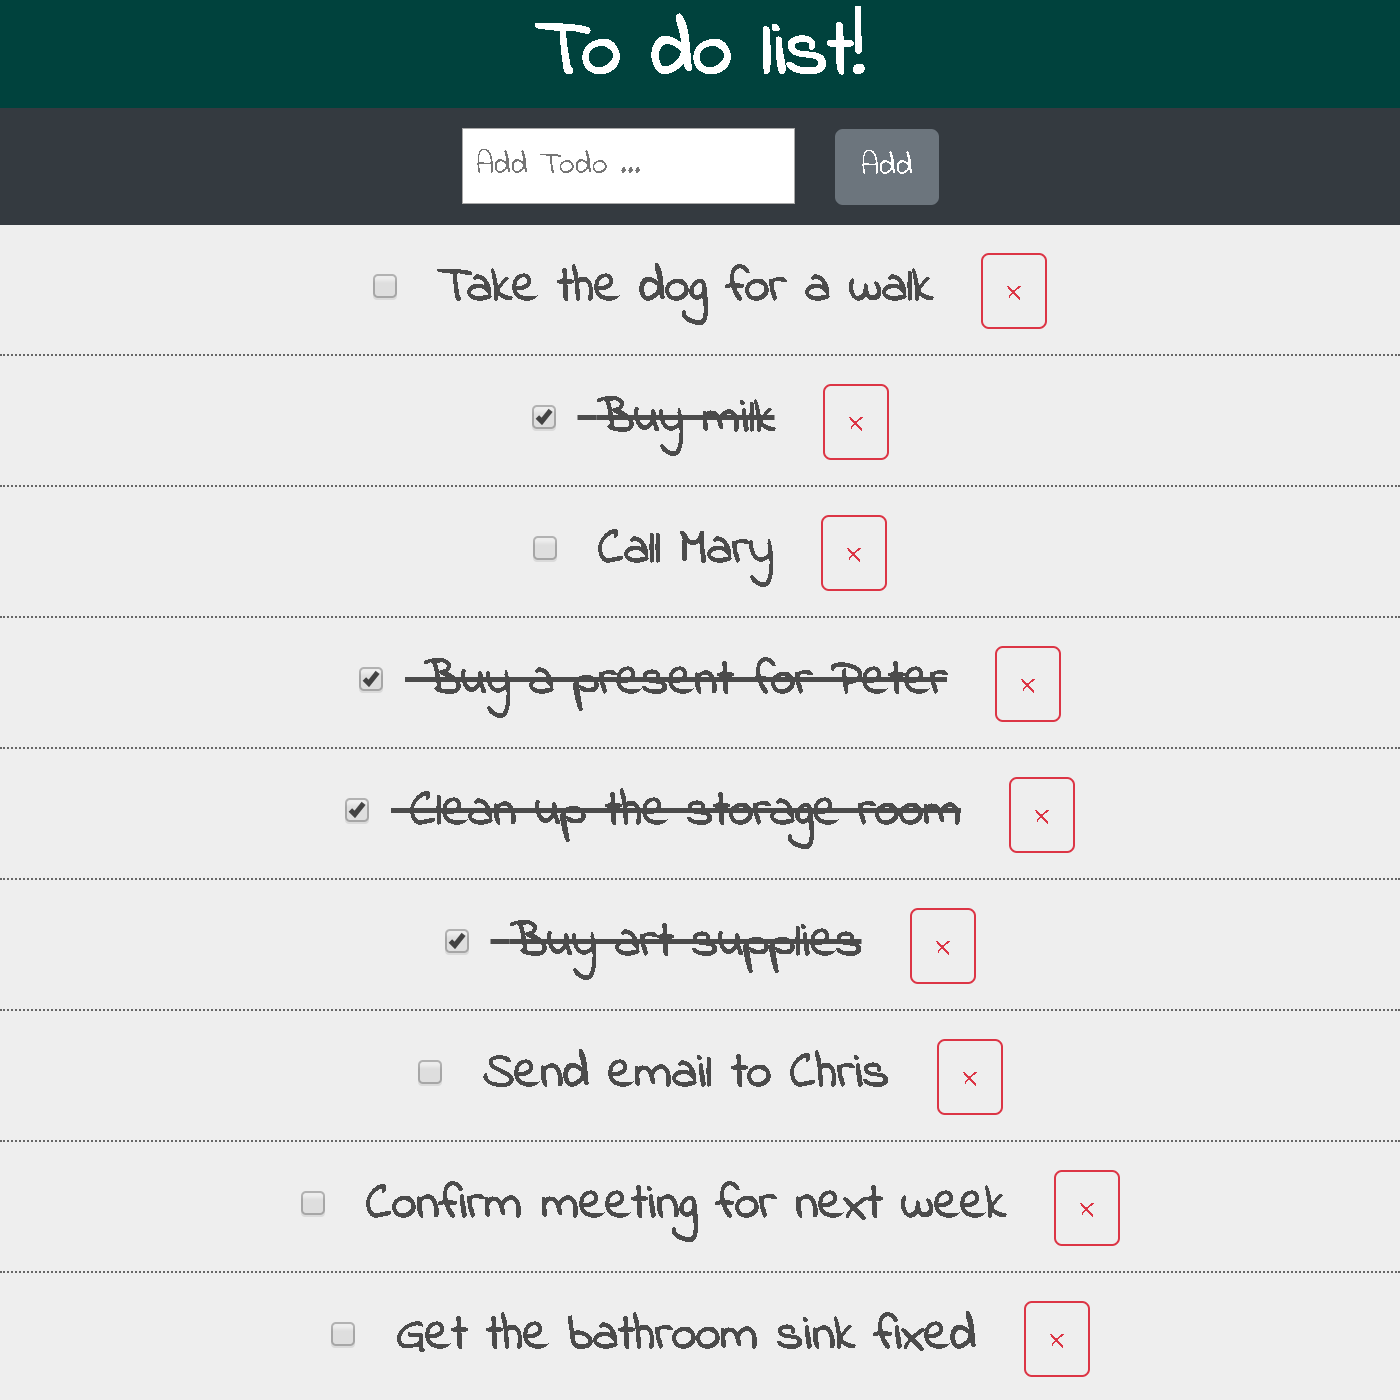 To do list!
Add Todo ...
Add
Take the dog for a walk
×
Buy milk
×
Call Mary
×
Buy a present for Peter
×
Clean up the storage room
×
Buy art supplies
×
Send email to Chris
×
Confirm meeting for next week
×
Get the bathroom sink fixed
×